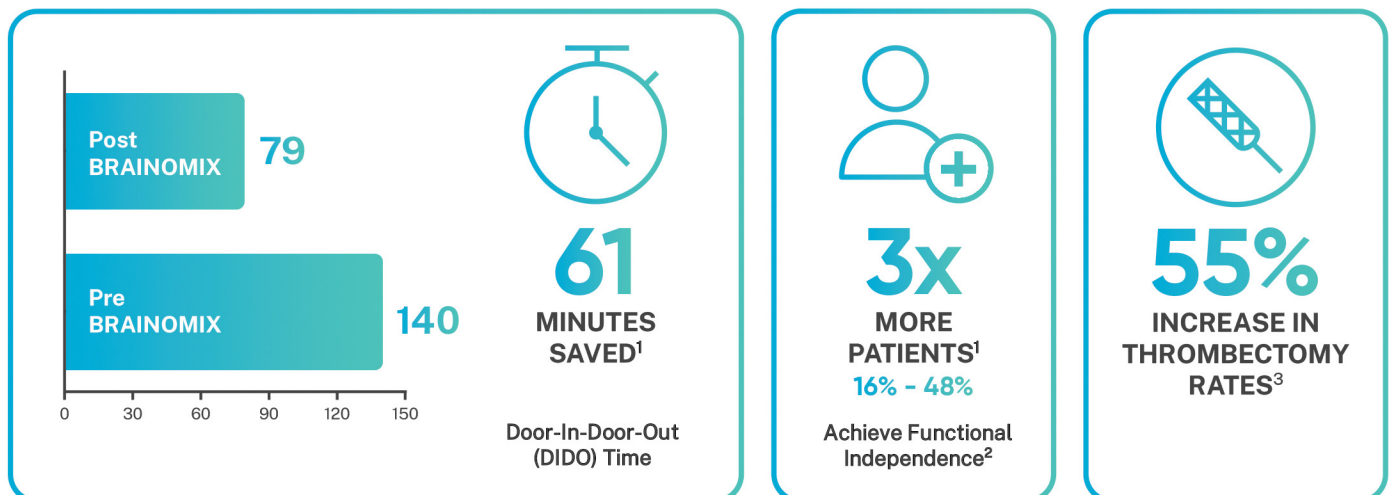 Post
BRAINOMIX
79
Pre
BRAINOMIX
140
0 30 60 90 120 150
61
MINUTES
SAVED¹
Door-In-Door-Out
(DIDO) Time
3x
MORE
PATIENTS¹
16% - 48%
Achieve Functional
Independence²
55%
INCREASE IN
THROMBECTOMY
RATES³